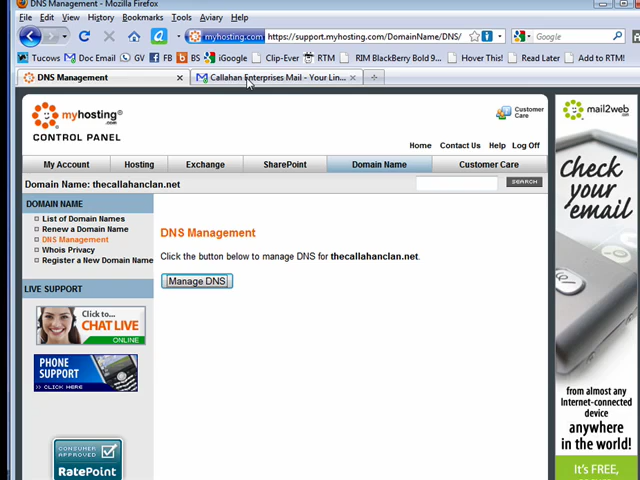 DNS Management - Mozilla Firefox
File Edit View History Bookmarks Tools Aviary Help
myhosting.com https://support.myhosting.com/DomainName/DNS/ Google
Tucows Doc Email GV FB BS iGoogle Clip-Ever RTM RIM BlackBerry Bold 9... Hover This! Read Later Add to RTM!
DNS Management Callahan Enterprises Mail - Your Lin...
myhosting.com
CONTROL PANEL
Customer Care
Home Contact Us Help Log Off
My Account Hosting Exchange SharePoint Domain Name Customer Care
Domain Name: thecallahanclan.net SEARCH
DOMAIN NAME
List of Domain Names
Renew a Domain Name
DNS Management
Whois Privacy
Register a New Domain Name
LIVE SUPPORT
Click to...
CHAT LIVE
ONLINE
PHONE SUPPORT
CLICK HERE
CONSUMER APPROVED
RatePoint
DNS Management
Click the button below to manage DNS for thecallahanclan.net.
Manage DNS
mail2web.com
Check
your
email
from almost any
Internet-connected
device
anywhere
in the world!
It's FREE,